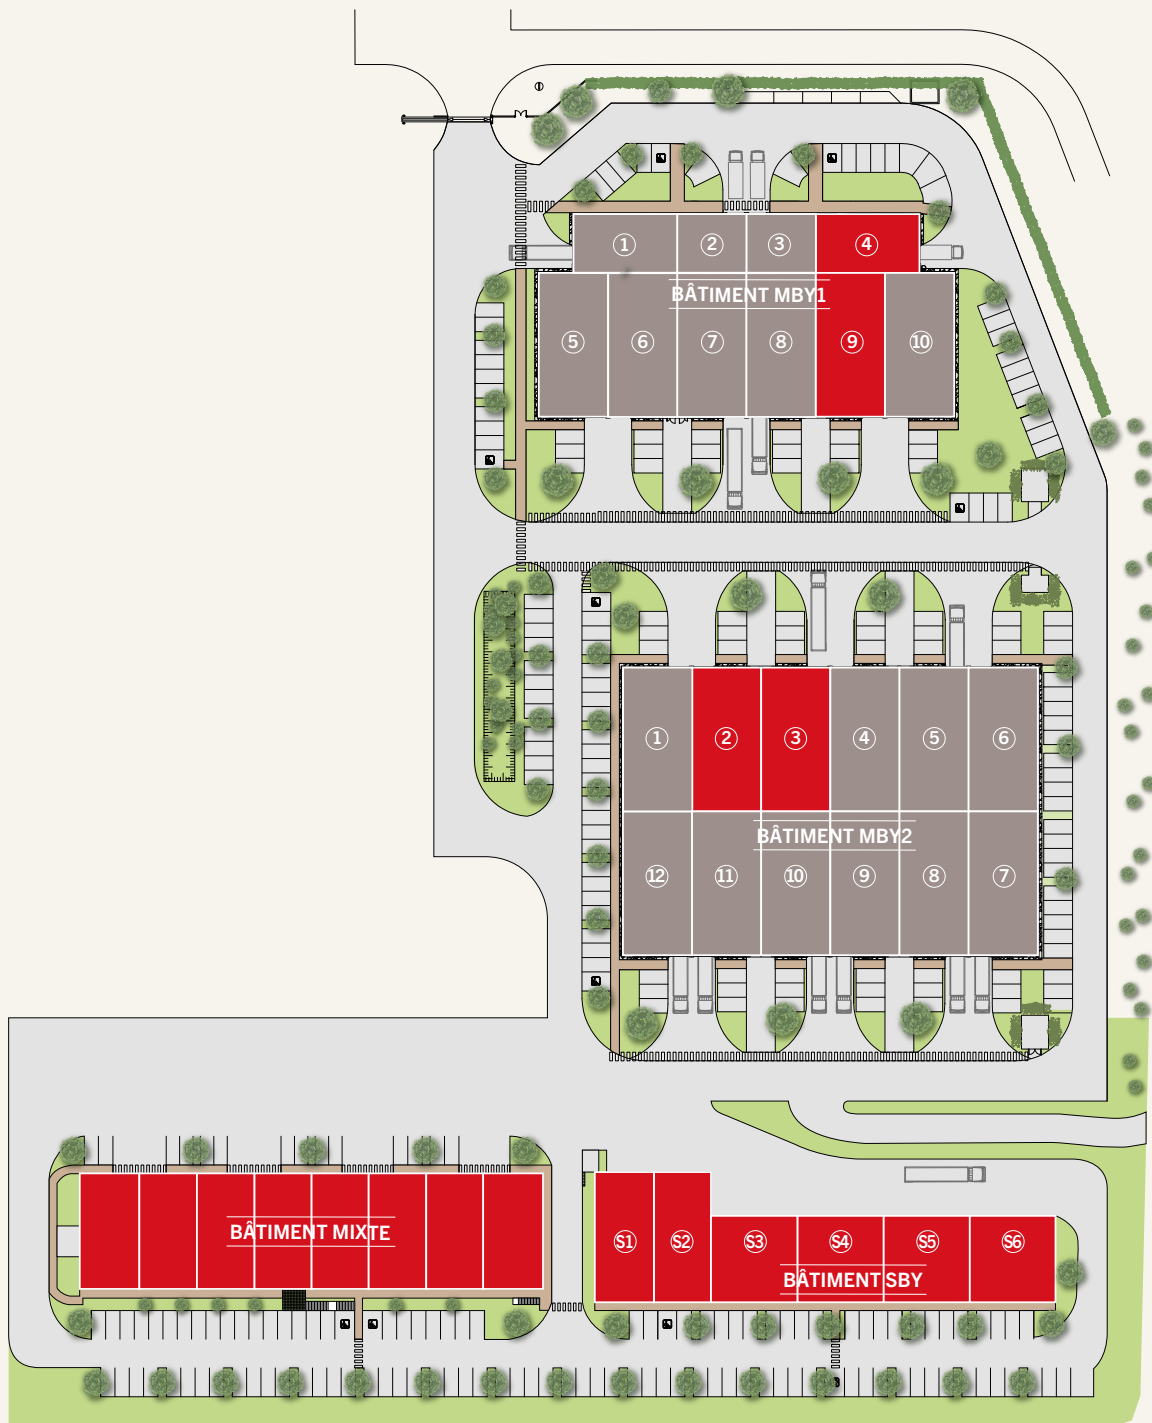 ① ② ③ ④
BÂTIMENT MBY1
⑤ ⑥ ⑦ ⑧ ⑨ ⑩
① ② ③ ④ ⑤ ⑥
BÂTIMENT MBY2
⑫ ⑪ ⑩ ⑨ ⑧ ⑦
BÂTIMENT MIXTE
S1 S2 S3 S4 S5 S6
BÂTIMENT SBY